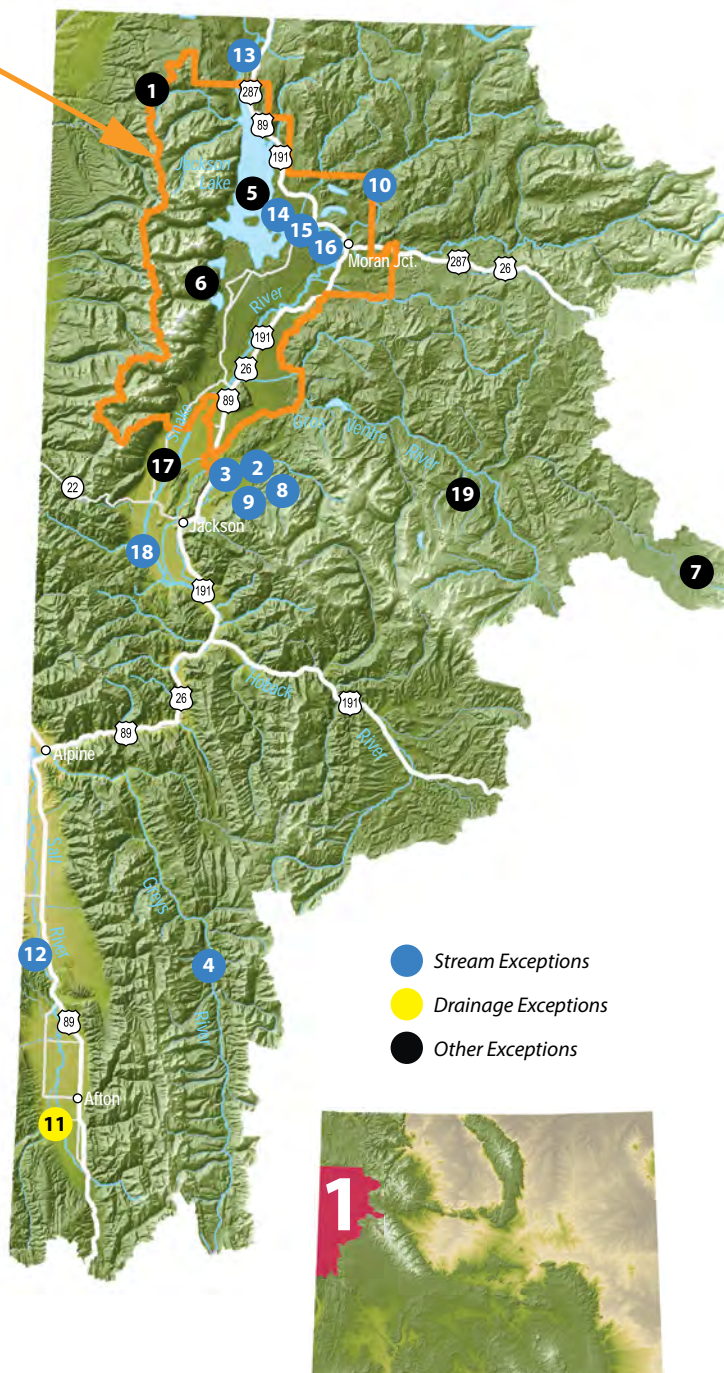 13
1
287
89
191
Jackson
Lake
5
10
14
15
16
Moran Jct.
287
26
6
River
191
26
89
Snake
Gros Ventre
River
17
3
2
22
9
8
19
Jackson
18
7
191
Hoback
River
191
26
89
Alpine
Salt
River
Greys
River
12
4
89
Afton
11
Stream Exceptions
Drainage Exceptions
Other Exceptions
1